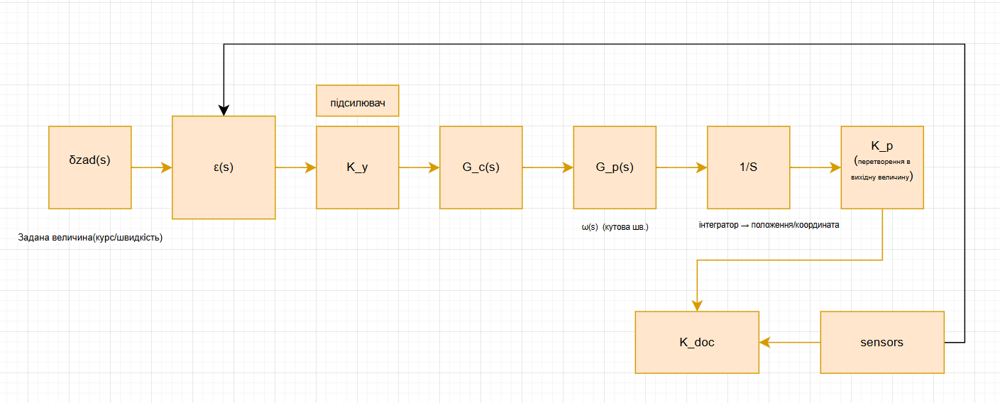 підсилювач
δzad(s)
ε(s)
K_y
G_c(s)
G_p(s)
1/S
K_p
(перетворення в
вихідну величину)
Задана величина(курс/швидкість)
ω(s) (кутова шв.)
інтегратор → положення/координата
K_doc
sensors